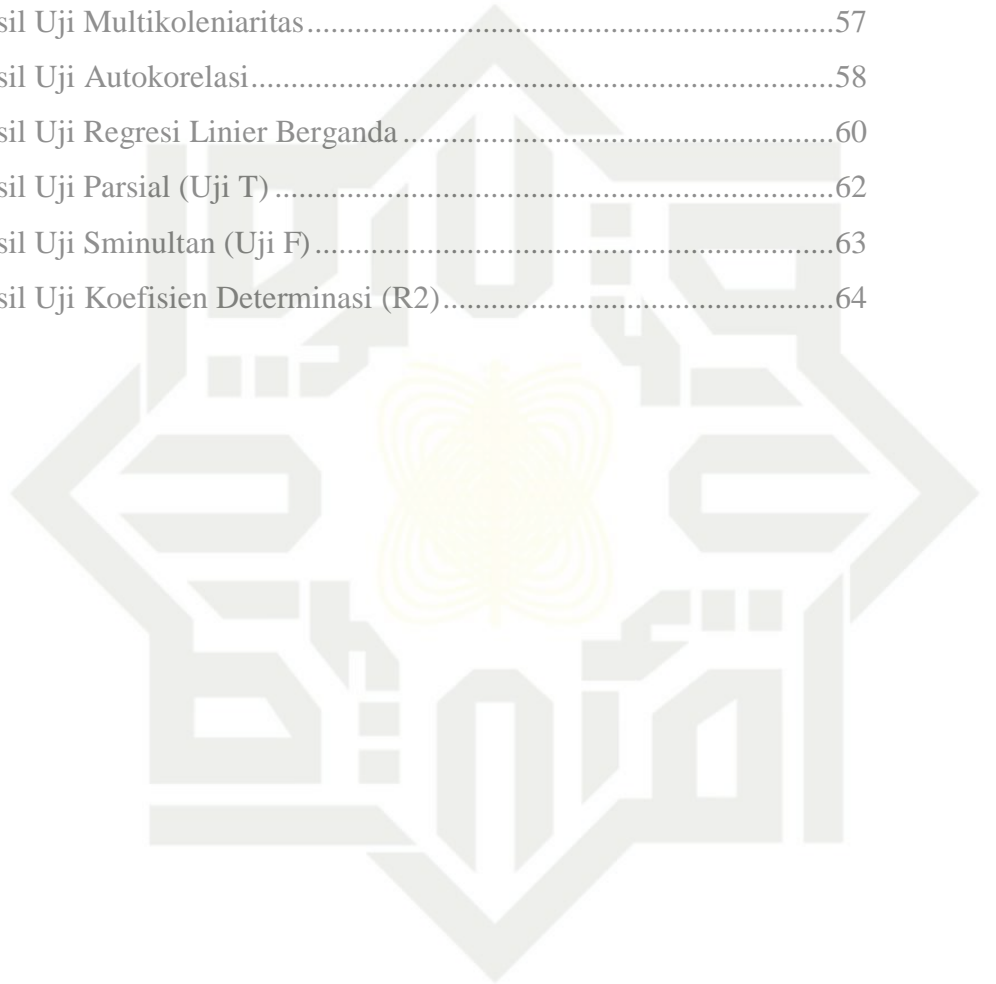 sil Uji Multikoleniaritas................................................................57
sil Uji Autokorelasi.......................................................................58
sil Uji Regresi Linier Berganda.....................................................60
sil Uji Parsial (Uji T).....................................................................62
sil Uji Sminultan (Uji F)................................................................63
sil Uji Koefisien Determinasi (R2)................................................64